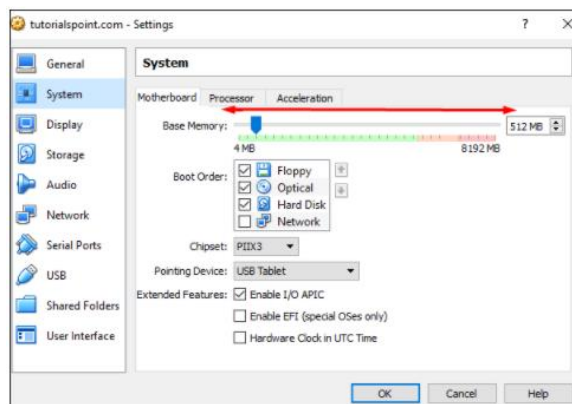 tutorialspoint.com - Settings ? ×
General
System
Display
Storage
Audio
Network
Serial Ports
USB
Shared Folders
User Interface
System
Motherboard Processor Acceleration
Base Memory: 512 MB
4 MB 8192 MB
Boot Order: Floppy
Optical
Hard Disk
Network
Chipset: PIIX3
Pointing Device: USB Tablet
Extended Features: Enable I/O APIC
Enable EFI (special OSes only)
Hardware Clock in UTC Time
OK Cancel Help